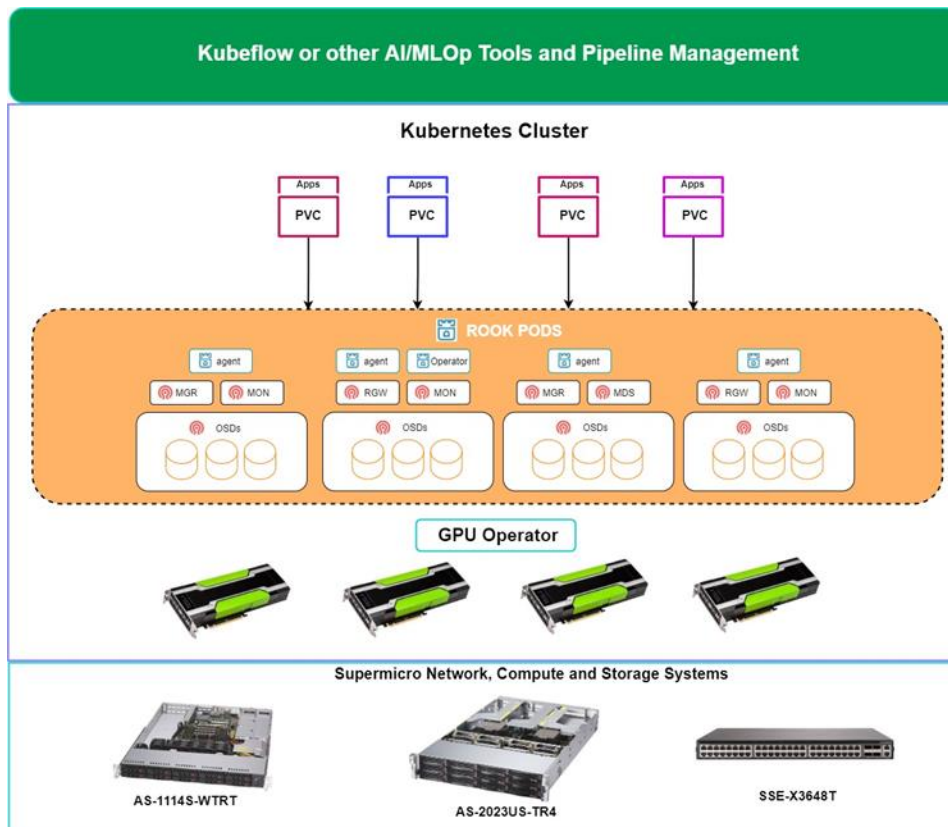 Kubeflow or other AI/MLOp Tools and Pipeline Management
Kubernetes Cluster
Apps Apps Apps Apps
PVC PVC PVC PVC
ROOK PODS
agent agent Operator agent agent
MGR MON RGW MON MGR MDS RGW MON
OSDs OSDs OSDs OSDs
GPU Operator
Supermicro Network, Compute and Storage Systems
AS-1114S-WTRT AS-2023US-TR4 SSE-X3648T